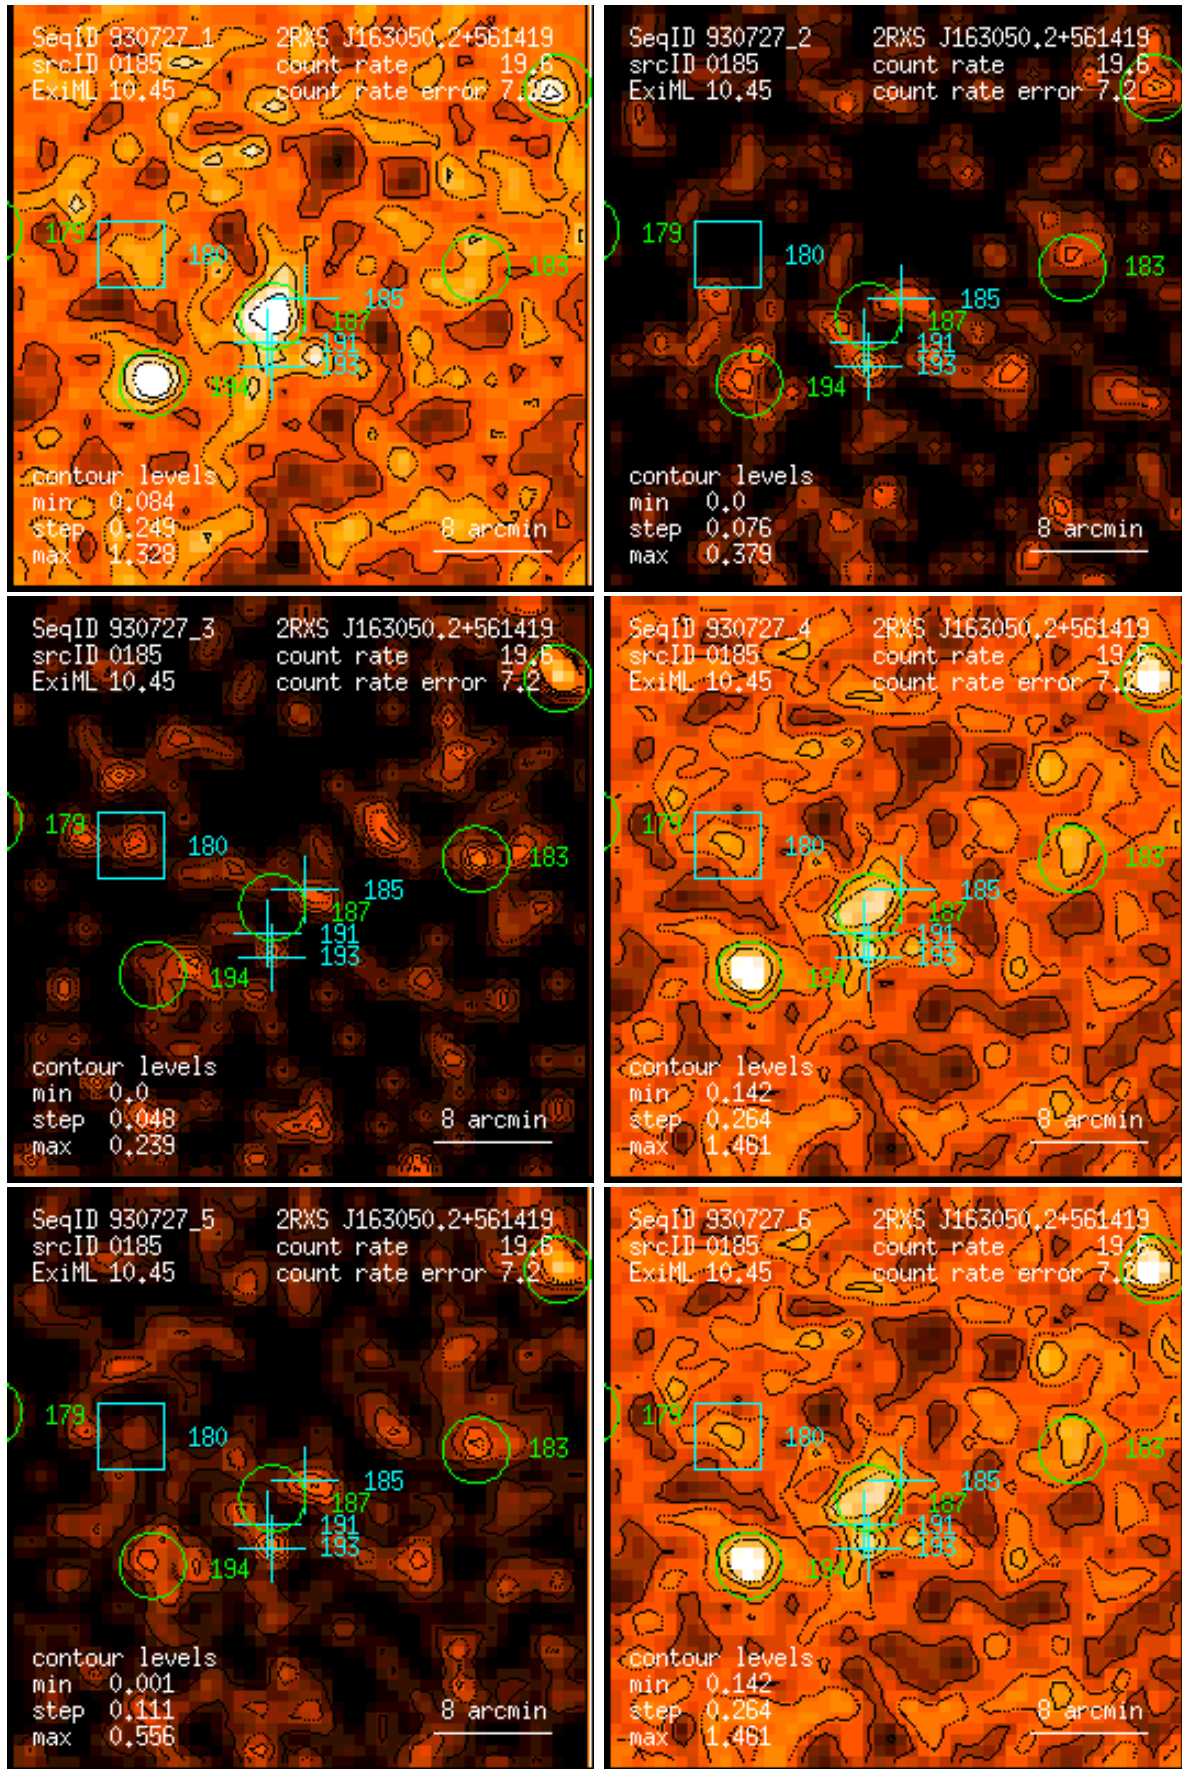 SeqID 930727_1 2RXS J163050.2+561419
srcID 0185 count rate 19.6
ExiML 10.45 count rate error 7.2
179
180
183
185
187
191
193
194
contour levels
min 0.084
step 0.249 8 arcmin
max 1.328
SeqID 930727_2 2RXS J163050.2+561419
srcID 0185 count rate 19.6
ExiML 10.45 count rate error 7.2
179
180
183
185
187
191
193
194
contour levels
min 0.0
step 0.076 8 arcmin
max 0.379
SeqID 930727_3 2RXS J163050.2+561419
srcID 0185 count rate 19.6
ExiML 10.45 count rate error 7.2
179
180
183
185
187
191
193
194
contour levels
min 0.0
step 0.048 8 arcmin
max 0.239
SeqID 930727_4 2RXS J163050.2+561419
srcID 0185 count rate 19.6
ExiML 10.45 count rate error 7.2
179
180
183
185
187
191
193
194
contour levels
min 0.142
step 0.264 8 arcmin
max 1.461
SeqID 930727_5 2RXS J163050.2+561419
srcID 0185 count rate 19.6
ExiML 10.45 count rate error 7.2
179
180
183
185
187
191
193
194
contour levels
min 0.001
step 0.111 8 arcmin
max 0.556
SeqID 930727_6 2RXS J163050.2+561419
srcID 0185 count rate 19.6
ExiML 10.45 count rate error 7.2
179
180
183
185
187
191
193
194
contour levels
min 0.142
step 0.264 8 arcmin
max 1.461